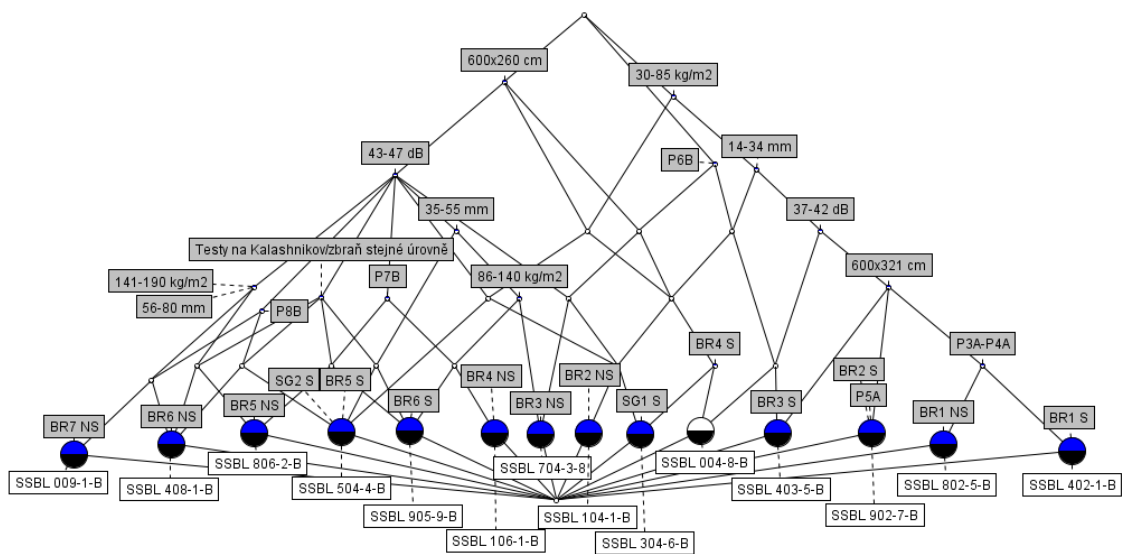 600x260 cm
30-85 kg/m2
43-47 dB
P6B
14-34 mm
35-55 mm
37-42 dB
Testy na Kalashnikov/zbraň stejné úrovně
141-190 kg/m2
P7B
86-140 kg/m2
600x321 cm
56-80 mm
P8B
BR4 S
P3A-P4A
SG2 S
BR5 S
BR4 NS
BR2 NS
BR2 S
BR7 NS
BR6 NS
BR5 NS
BR6 S
BR3 NS
SG1 S
BR3 S
P5A
BR1 NS
BR1 S
SSBL 009-1-B
SSBL 408-1-B
SSBL 806-2-B
SSBL 504-4-B
SSBL 905-9-B
SSBL 106-1-B
SSBL 704-3-8
SSBL 104-1-B
SSBL 304-6-B
SSBL 004-8-B
SSBL 403-5-B
SSBL 902-7-B
SSBL 802-5-B
SSBL 402-1-B